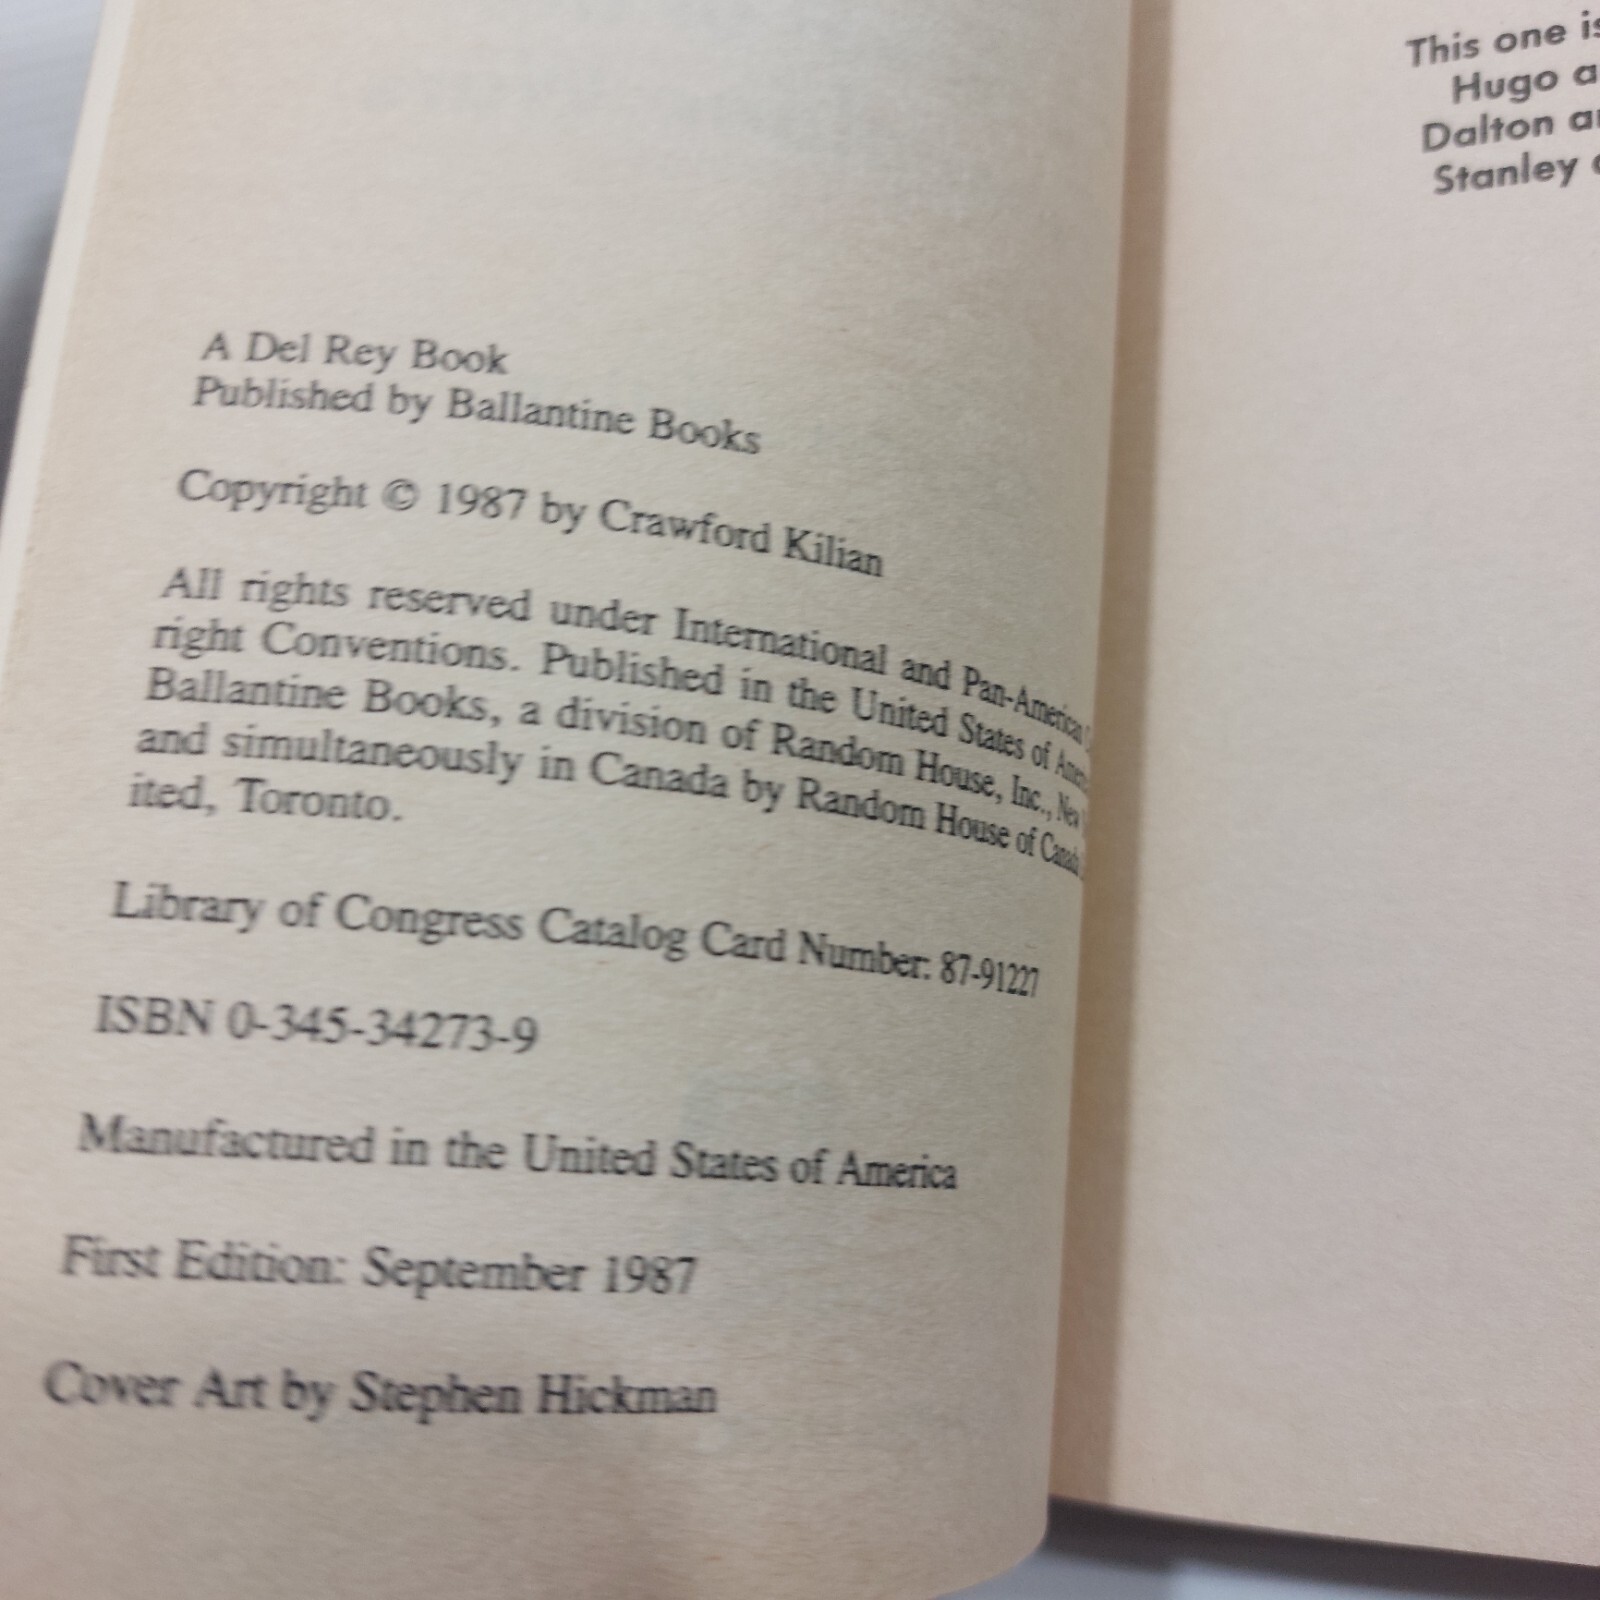 A Del Rey Book
Published by Ballantine Books
Copyright © 1987 by Crawford Kilian
All rights reserved under International and Pan-American
right Conventions. Published in the United States of
Ballantine Books, a division of Random House, Inc., New
and simultaneously in Canada by Random House of Canada
ited, Toronto.
Library of Congress Catalog Card Number: 87-91227
ISBN 0-345-34273-9
Manufactured in the United States of America
First Edition: September 1987
Cover Art by Stephen Hickman
This one is
Hugo a
Dalton
Stanley